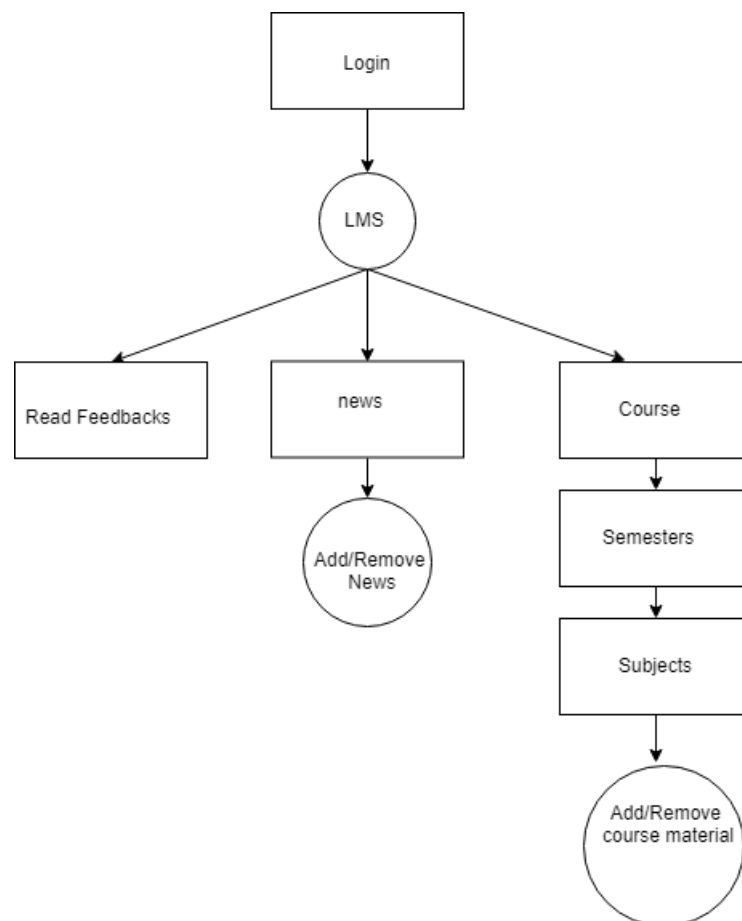 Login
LMS
Read Feedbacks
news
Course
Add/Remove
News
Semesters
Subjects
Add/Remove
course material